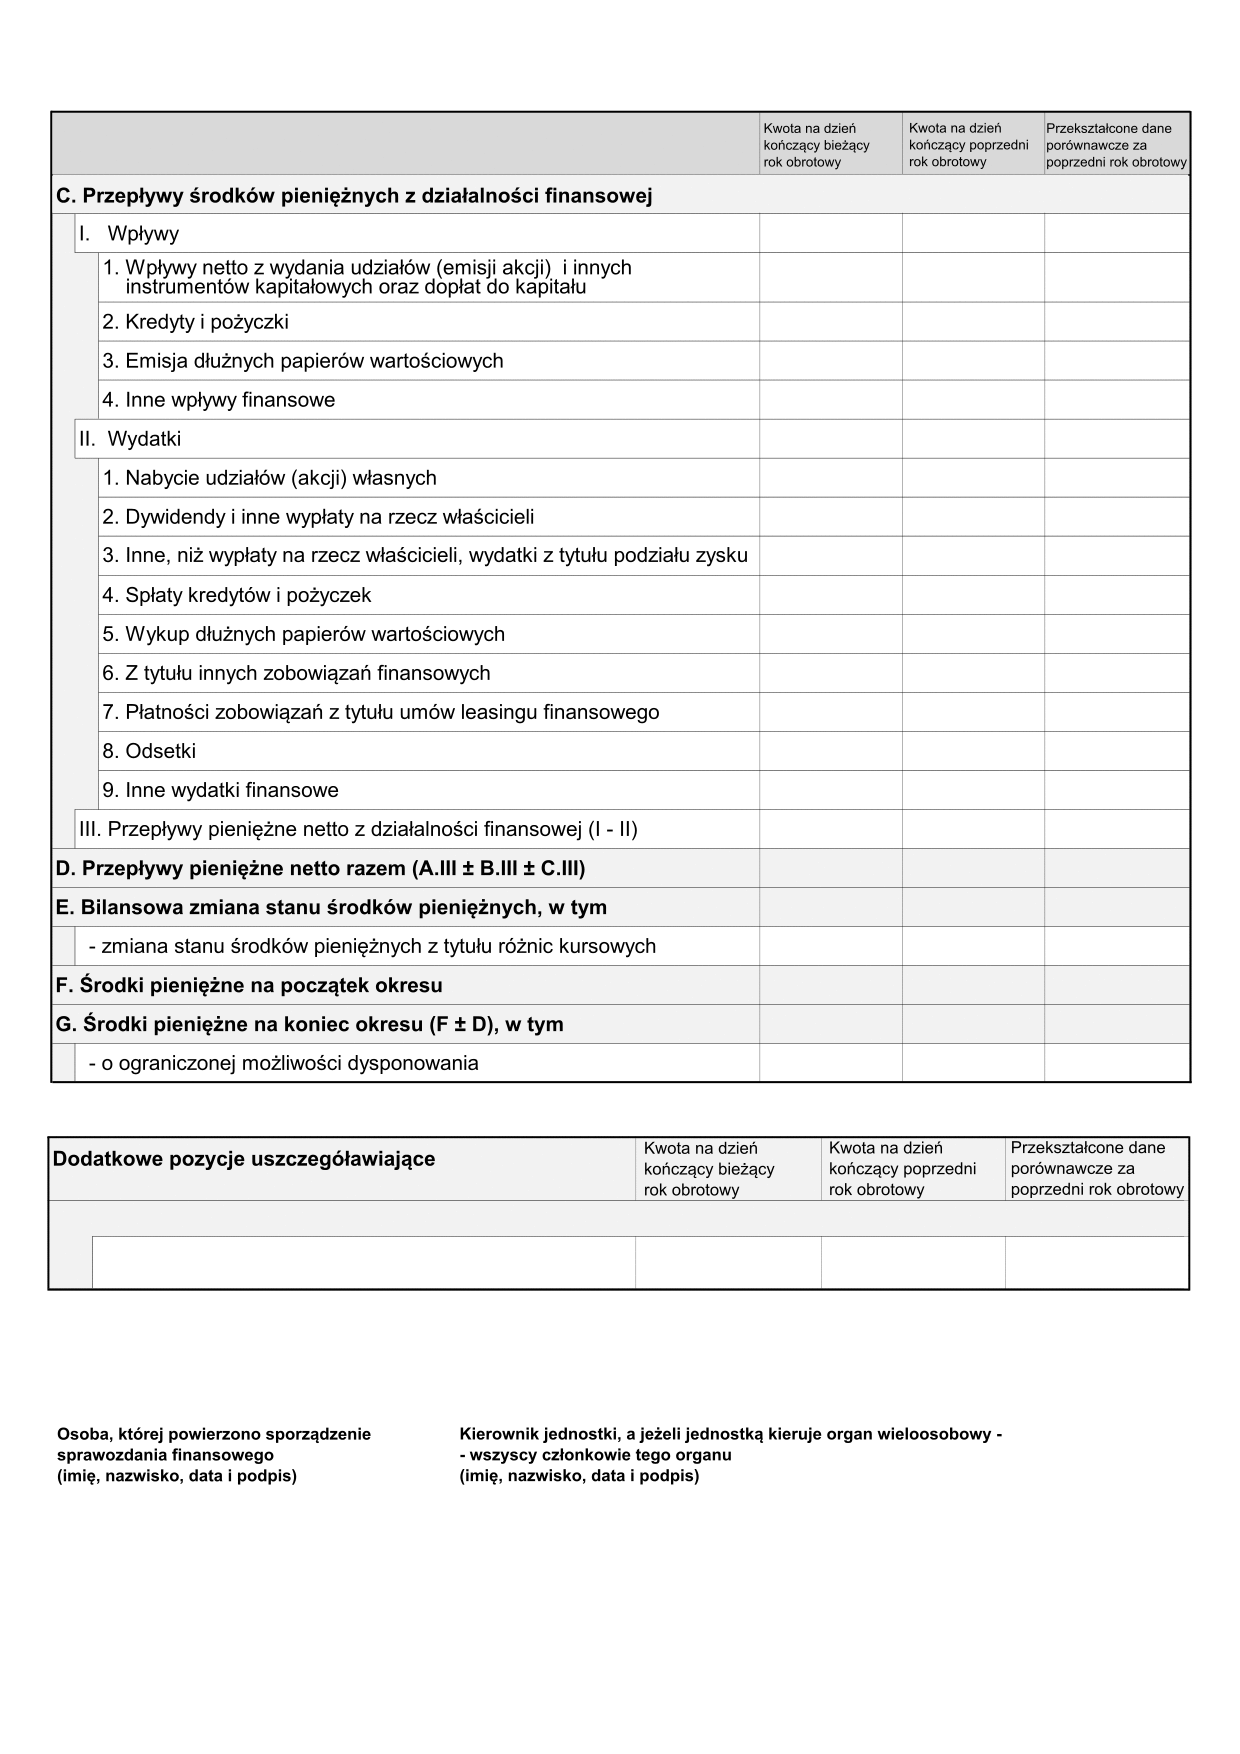 Kwota na dzień
kończący bieżący
rok obrotowy
Kwota na dzień
kończący poprzedni
rok obrotowy
Przekształcone dane
porównawcze za
poprzedni rok obrotowy
C. Przepływy środków pieniężnych z działalności finansowej
I. Wpływy
1. Wpływy netto z wydania udziałów (emisji akcji) i innych
instrumentów kapitałowych oraz dopłat do kapitału
2. Kredyty i pożyczki
3. Emisja dłużnych papierów wartościowych
4. Inne wpływy finansowe
II. Wydatki
1. Nabycie udziałów (akcji) własnych
2. Dywidendy i inne wypłaty na rzecz właścicieli
3. Inne, niż wypłaty na rzecz właścicieli, wydatki z tytułu podziału zysku
4. Spłaty kredytów i pożyczek
5. Wykup dłużnych papierów wartościowych
6. Z tytułu innych zobowiązań finansowych
7. Płatności zobowiązań z tytułu umów leasingu finansowego
8. Odsetki
9. Inne wydatki finansowe
III. Przepływy pieniężne netto z działalności finansowej (I - II)
D. Przepływy pieniężne netto razem (A.III ± B.III ± C.III)
E. Bilansowa zmiana stanu środków pieniężnych, w tym
- zmiana stanu środków pieniężnych z tytułu różnic kursowych
F. Środki pieniężne na początek okresu
G. Środki pieniężne na koniec okresu (F ± D), w tym
- o ograniczonej możliwości dysponowania
Dodatkowe pozycje uszczegóławiające
Kwota na dzień
kończący bieżący
rok obrotowy
Kwota na dzień
kończący poprzedni
rok obrotowy
Przekształcone dane
porównawcze za
poprzedni rok obrotowy
Osoba, której powierzono sporządzenie
sprawozdania finansowego
(imię, nazwisko, data i podpis)
Kierownik jednostki, a jeżeli jednostką kieruje organ wieloosobowy -
- wszyscy członkowie tego organu
(imię, nazwisko, data i podpis)